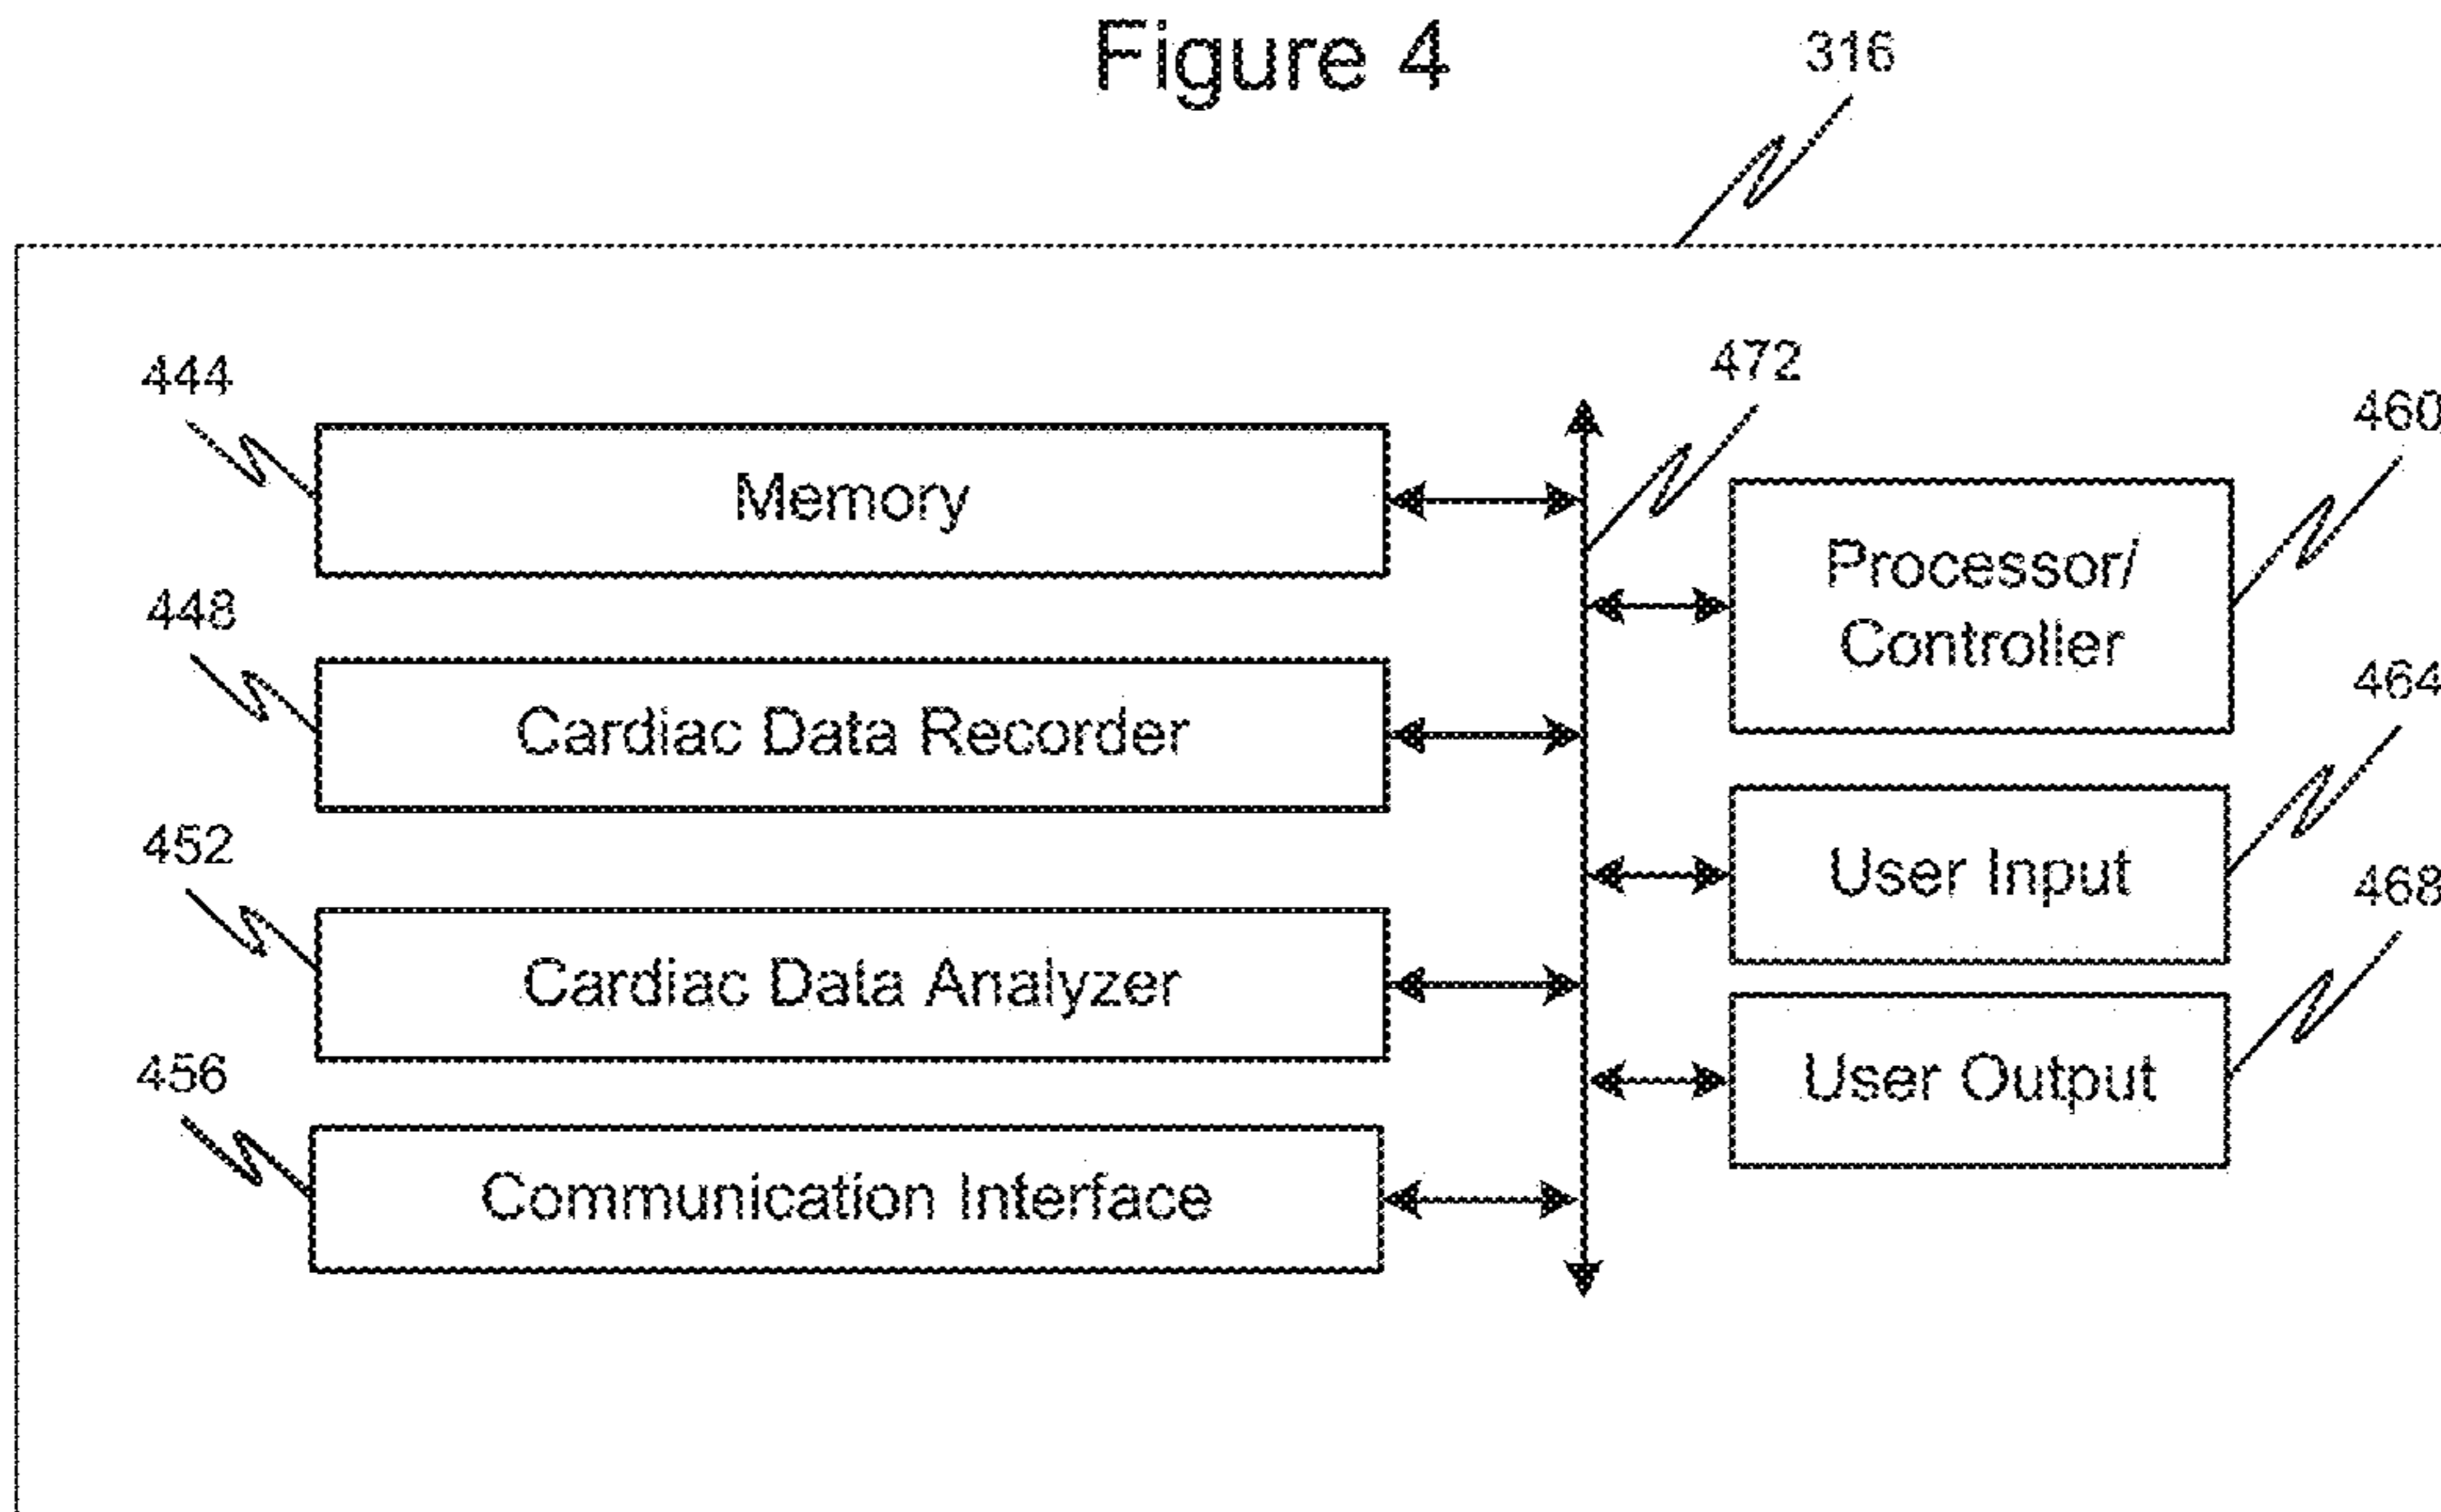 Figure 4
316
444
472
460
Memory
Processor/
Controller
448
Cardiac Data Recorder
464
452
User Input
468
Cardiac Data Analyzer
456
User Output
Communication Interface